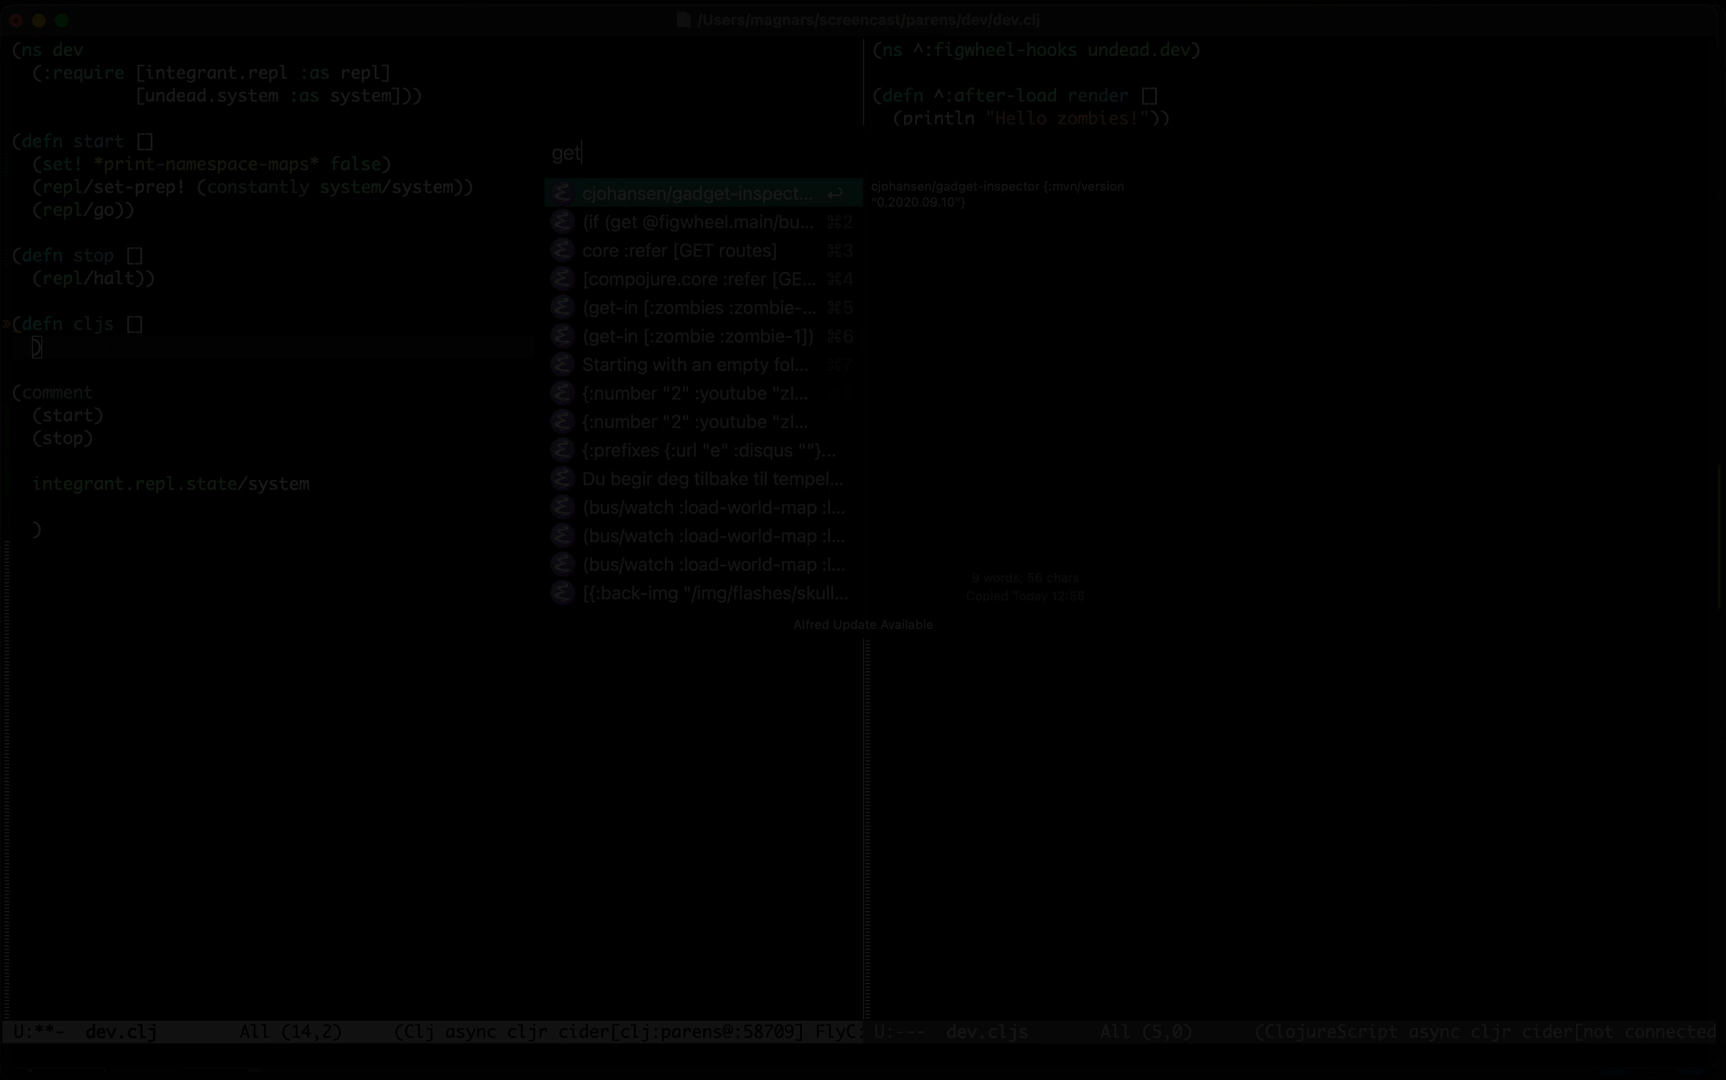 /Users/magnars/screencast/parens/dev/dev.clj
(ns dev
(:require [integrant.repl :as repl]
[undead.system :as system]))
(defn start []
(set! *print-namespace-maps* false)
(repl/set-prep! (constantly system/system))
(repl/go))
(defn stop []
(repl/halt))
»(defn cljs []
)
(comment
(start)
(stop)
integrant.repl.state/system
)
(ns ^:figwheel-hooks undead.dev)
(defn ^:after-load render []
(println "Hello zombies!"))
get
cjohansen/gadget-inspect... ↩
(if (get @figwheel.main/bu... ⌘2
core :refer [GET routes] ⌘3
[compojure.core :refer [GE... ⌘4
(get-in [:zombies :zombie-... ⌘5
(get-in [:zombie :zombie-1]) ⌘6
Starting with an empty fol... ⌘7
{:number "2" :youtube "zl...
{:number "2" :youtube "zl...
{:prefixes {:url "e" :disqus ""}...
Du begir deg tilbake til tempel...
(bus/watch :load-world-map :l...
(bus/watch :load-world-map :l...
(bus/watch :load-world-map :l...
[{:back-img "/img/flashes/skull...
cjohansen/gadget-inspector {:mvn/version
"0.2020.09.10"}
9 words, 56 chars
Copied Today
Alfred Update Available
U:**- dev.clj All (14,2) (Clj async cljr cider[clj:parens@:58709] FlyC:
U:--- dev.cljs All (5,0) (ClojureScript async cljr cider[not connected